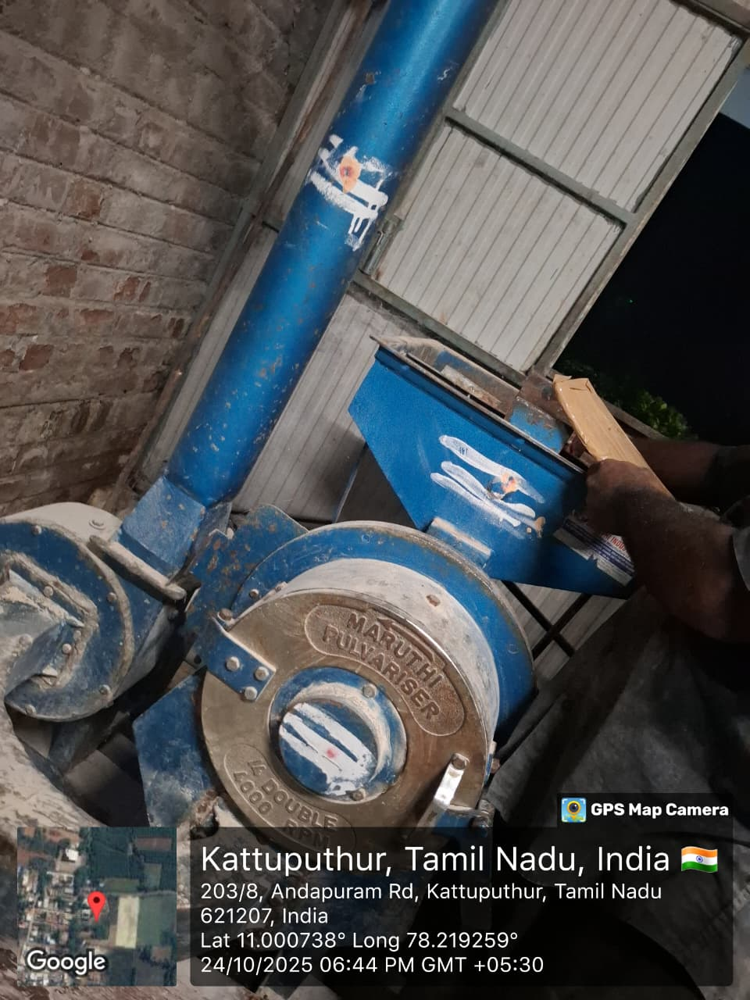 MARUTHI
PULVARISER
14 DOUBLE
4000 RPM
GPS Map Camera
Kattuputhur, Tamil Nadu, India
203/8, Andapuram Rd, Kattuputhur, Tamil Nadu
621207, India
Lat 11.000738° Long 78.219259°
24/10/2025 06:44 PM GMT +05:30
Google